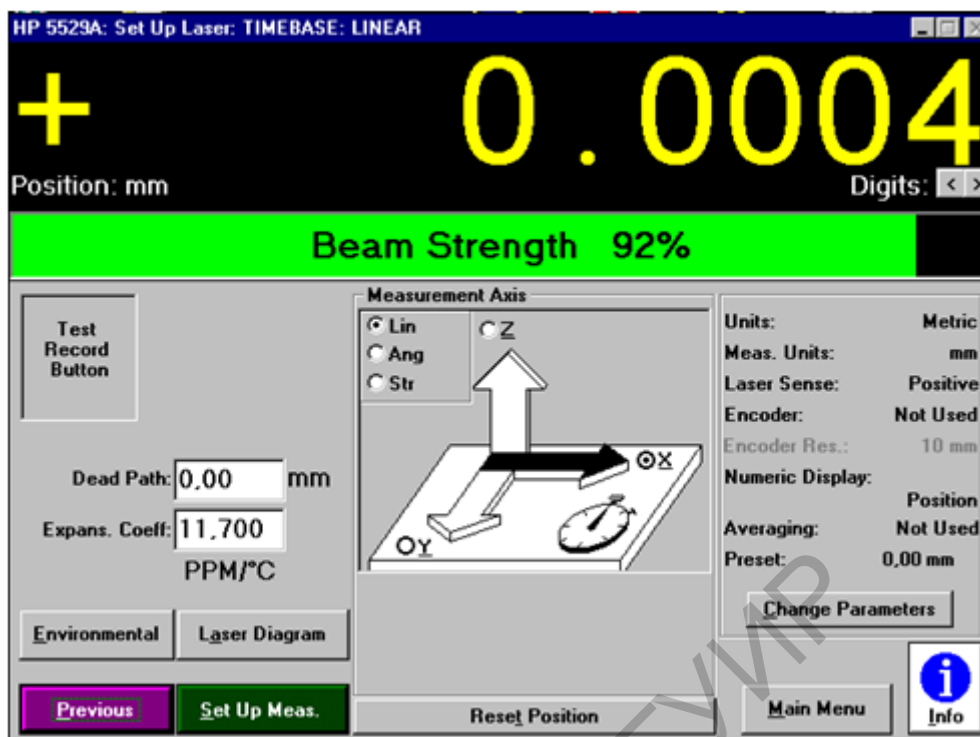 HP 5529A: Set Up Laser: TIMEBASE: LINEAR
+ 0.0004
Position: mm Digits: < >
Beam Strength 92%
Test
Record
Button
Dead Path: 0,00 mm
Expans. Coeff: 11,700
PPM/°C
Environmental Laser Diagram
Previous Set Up Meas.
Measurement Axis
Lin
Ang
Str
Z
X
Y
Reset Position
Units: Metric
Meas. Units: mm
Laser Sense: Positive
Encoder: Not Used
Encoder Res.: 10 mm
Numeric Display:
Position
Averaging: Not Used
Preset: 0,00 mm
Change Parameters
Main Menu
i
Info
ГУИР